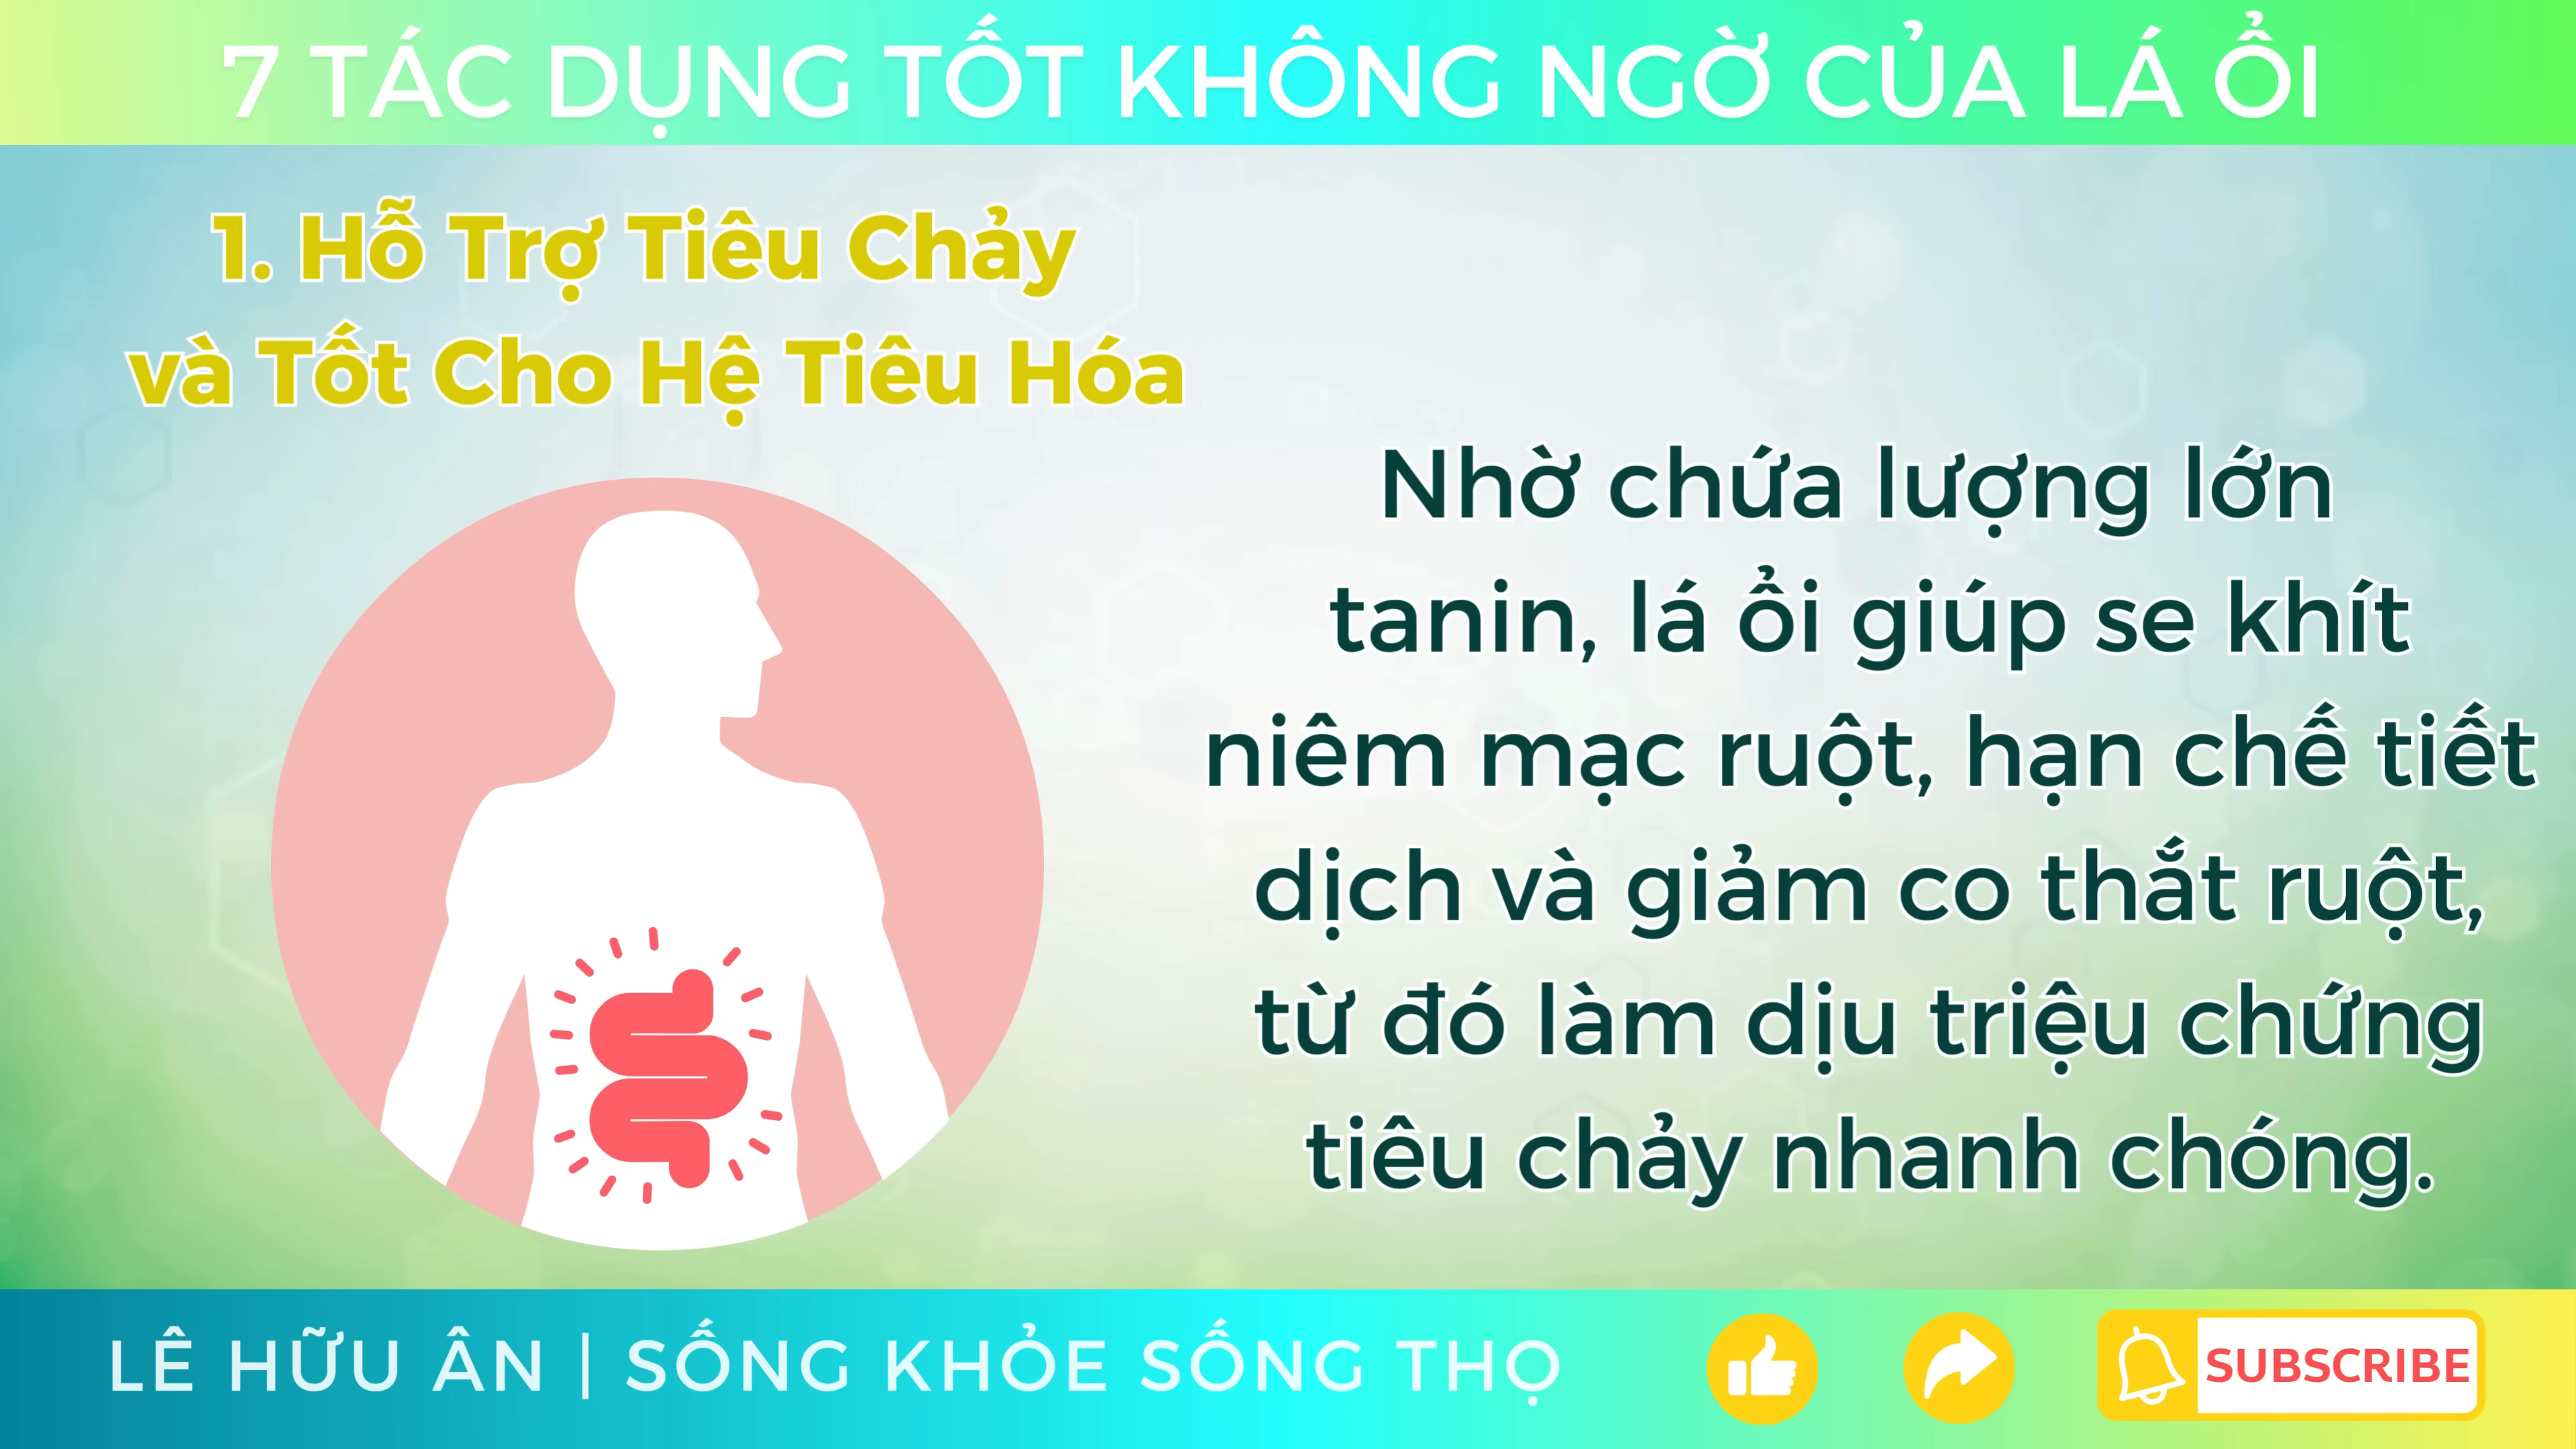 7 TÁC DỤNG TỐT KHÔNG NGỜ CỦA LÁ ỔI
1. Hỗ Trợ Tiêu Chảy
và Tốt Cho Hệ Tiêu Hóa
Nhờ chứa lượng lớn
tanin, lá ổi giúp se khít
niêm mạc ruột, hạn chế tiết
dịch và giảm co thắt ruột,
từ đó làm dịu triệu chứng
tiêu chảy nhanh chóng.
LÊ HỮU ÂN | SỐNG KHỎE SỐNG THỌ
SUBSCRIBE